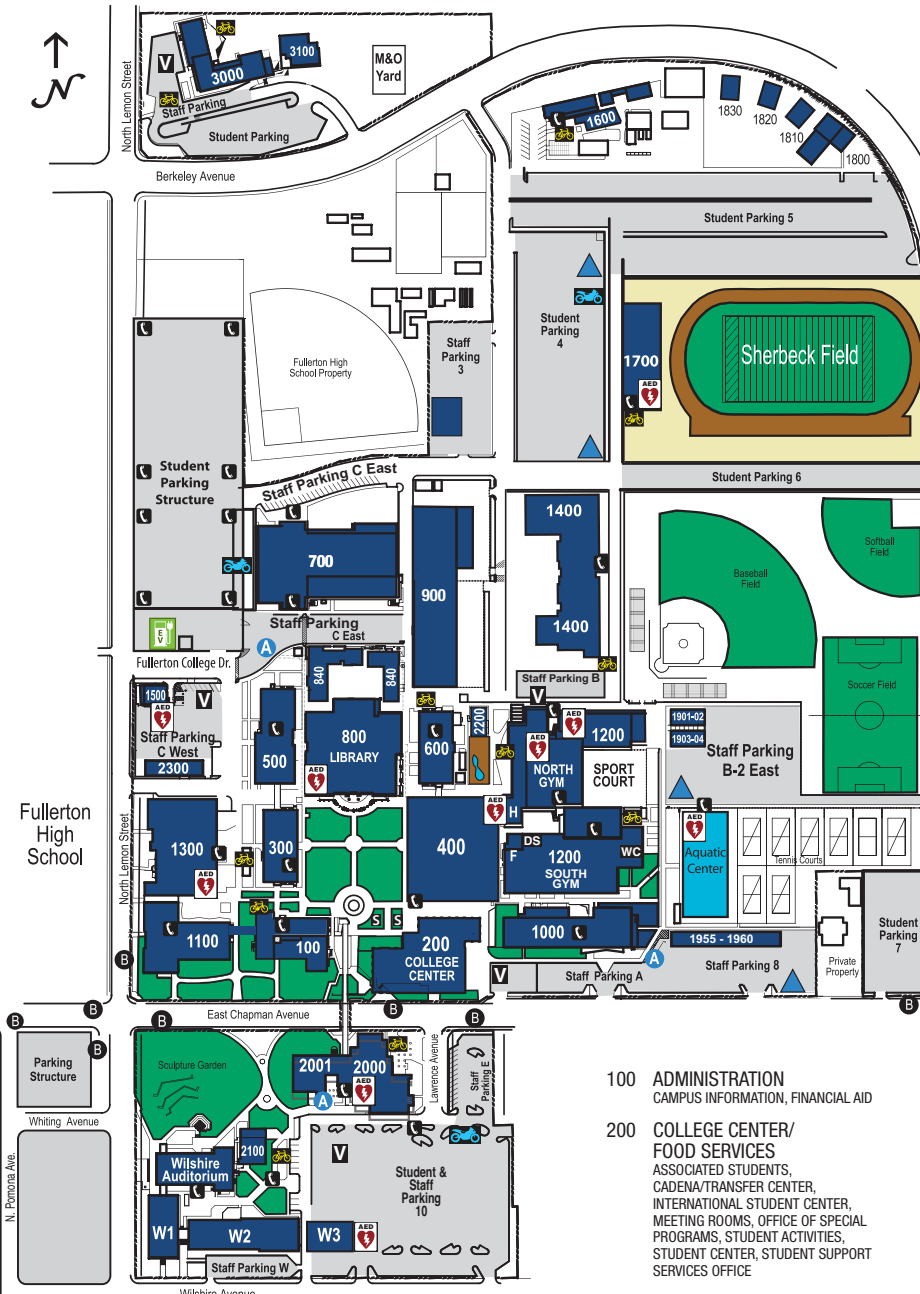 N
North Lemon Street
V
3000
3100
M&O
Yard
Staff Parking
Student Parking
Berkeley Avenue
1600
1830
1820
1810
1800
Student Parking 5
Student
Parking
4
Staff
Parking
3
Fullerton High
School Property
1700
AED
Sherbeck Field
Student Parking 6
Student
Parking
Structure
Staff Parking C East
700
900
1400
1400
Baseball
Field
Softball
Field
EV
Staff Parking
C East
A
Fullerton College Dr.
840
840
Staff Parking B
V
Soccer Field
1500
AED
V
Staff Parking
C West
2300
500
800
LIBRARY
AED
600
2200
AED
AED
1200
NORTH
GYM
SPORT
COURT
1901-02
1903-04
Staff Parking
B-2 East
Fullerton
High
School
North Lemon Street
1300
AED
300
400
AED
H
DS
F
1200
SOUTH
GYM
WC
AED
Aquatic
Center
Tennis Courts
1100
100
S
S
200
COLLEGE
CENTER
1000
1955 - 1960
A
Private
Property
Student
Parking
7
B
V
Staff Parking A
Staff Parking 8
East Chapman Avenue
B
B
B
B
B
B
B
Parking
Structure
Whiting Avenue
N. Pomona Ave.
Sculpture Garden
2001
2000
AED
A
Lawrence Avenue
Staff
Parking E
2100
Wilshire
Auditorium
V
Student &
Staff
Parking
10
W1
W2
W3
AED
Staff Parking W
Wilshire Avenue
100 ADMINISTRATION
CAMPUS INFORMATION, FINANCIAL AID
200 COLLEGE CENTER/
FOOD SERVICES
ASSOCIATED STUDENTS,
CADENA/TRANSFER CENTER,
INTERNATIONAL STUDENT CENTER,
MEETING ROOMS, OFFICE OF SPECIAL
PROGRAMS, STUDENT ACTIVITIES,
STUDENT CENTER, STUDENT SUPPORT
SERVICES OFFICE